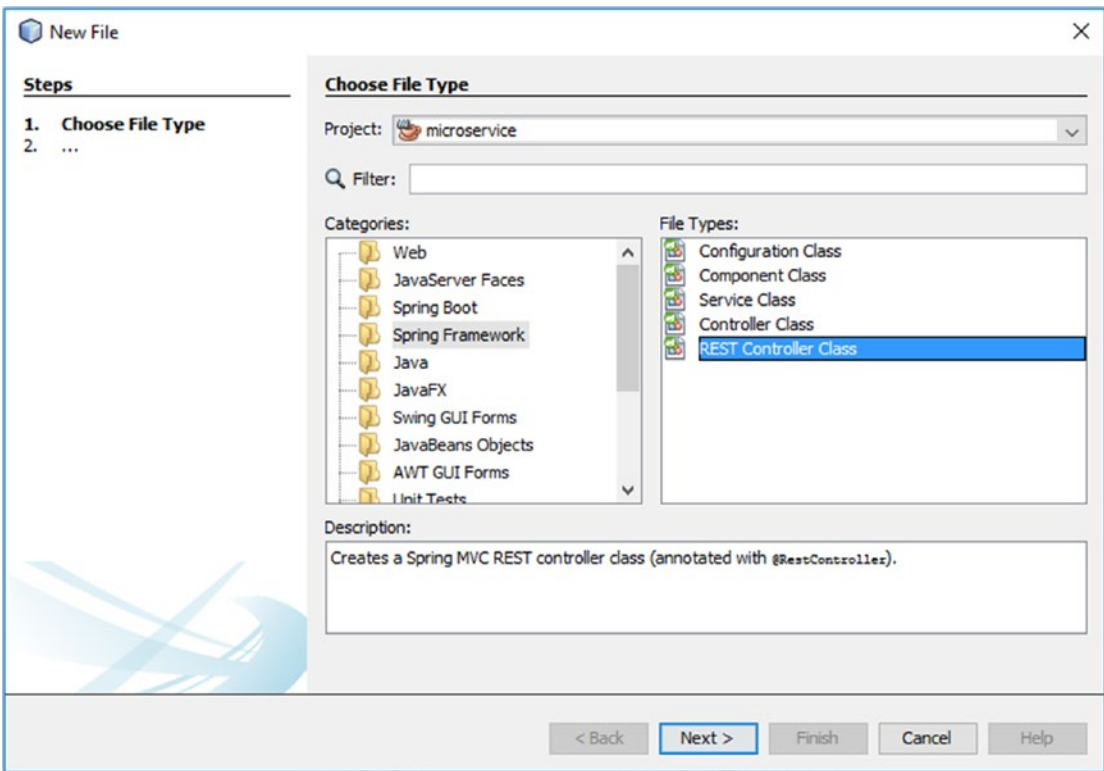 New File
Steps
1. Choose File Type
2. ...
Choose File Type
Project: microservice
Filter:
Categories:
Web
JavaServer Faces
Spring Boot
Spring Framework
Java
JavaFX
Swing GUI Forms
JavaBeans Objects
AWT GUI Forms
Unit Tests
File Types:
Configuration Class
Component Class
Service Class
Controller Class
REST Controller Class
Description:
Creates a Spring MVC REST controller class (annotated with @RestController).
< Back Next > Finish Cancel Help